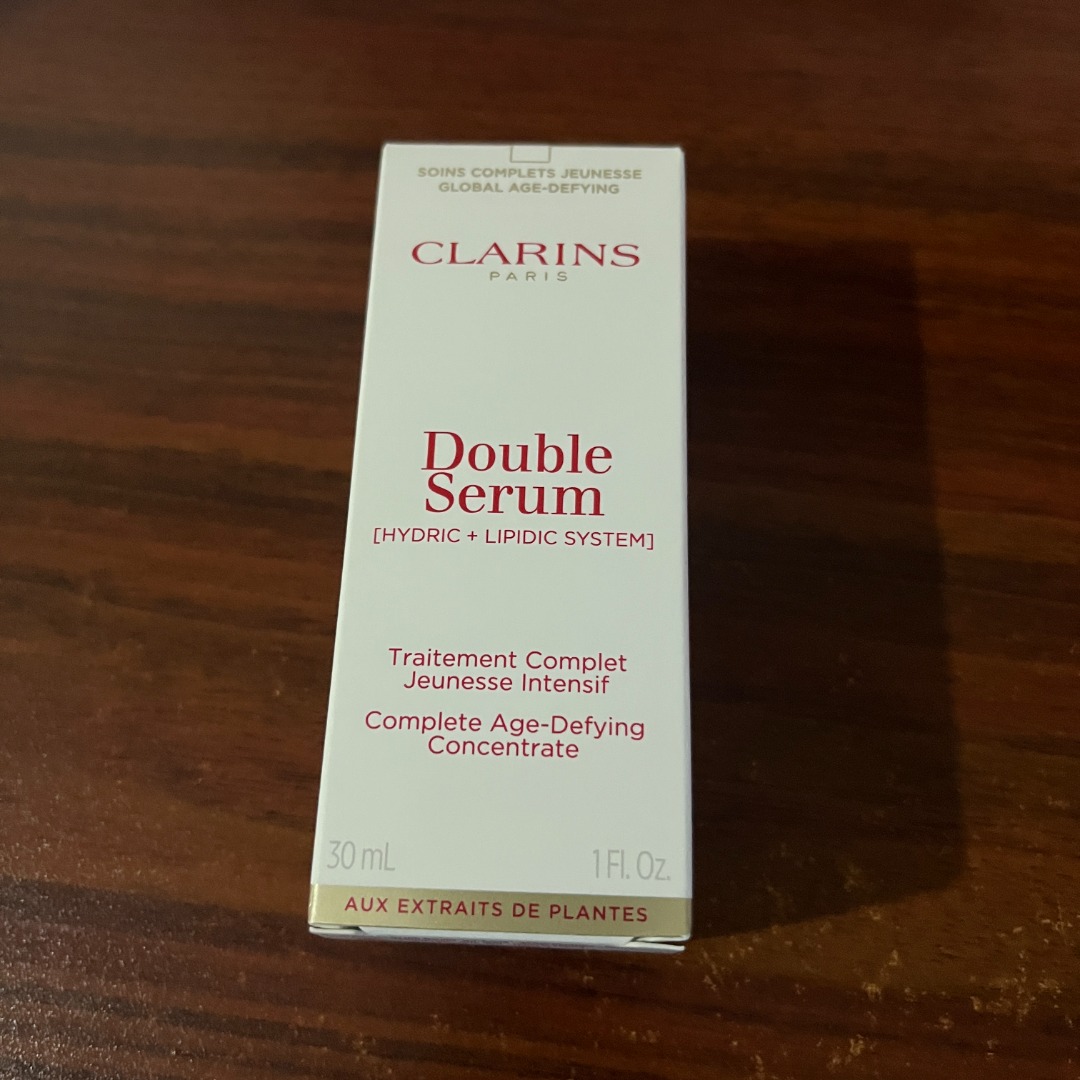 SOINS COMPLETS JEUNESSE
GLOBAL AGE-DEFYING
CLARINS
PARIS
Double
Serum
[HYDRIC + LIPIDIC SYSTEM]
Traitement Complet
Jeunesse Intensif
Complete Age-Defying
Concentrate
30 mL 1 Fl. Oz.
AUX EXTRAITS DE PLANTES